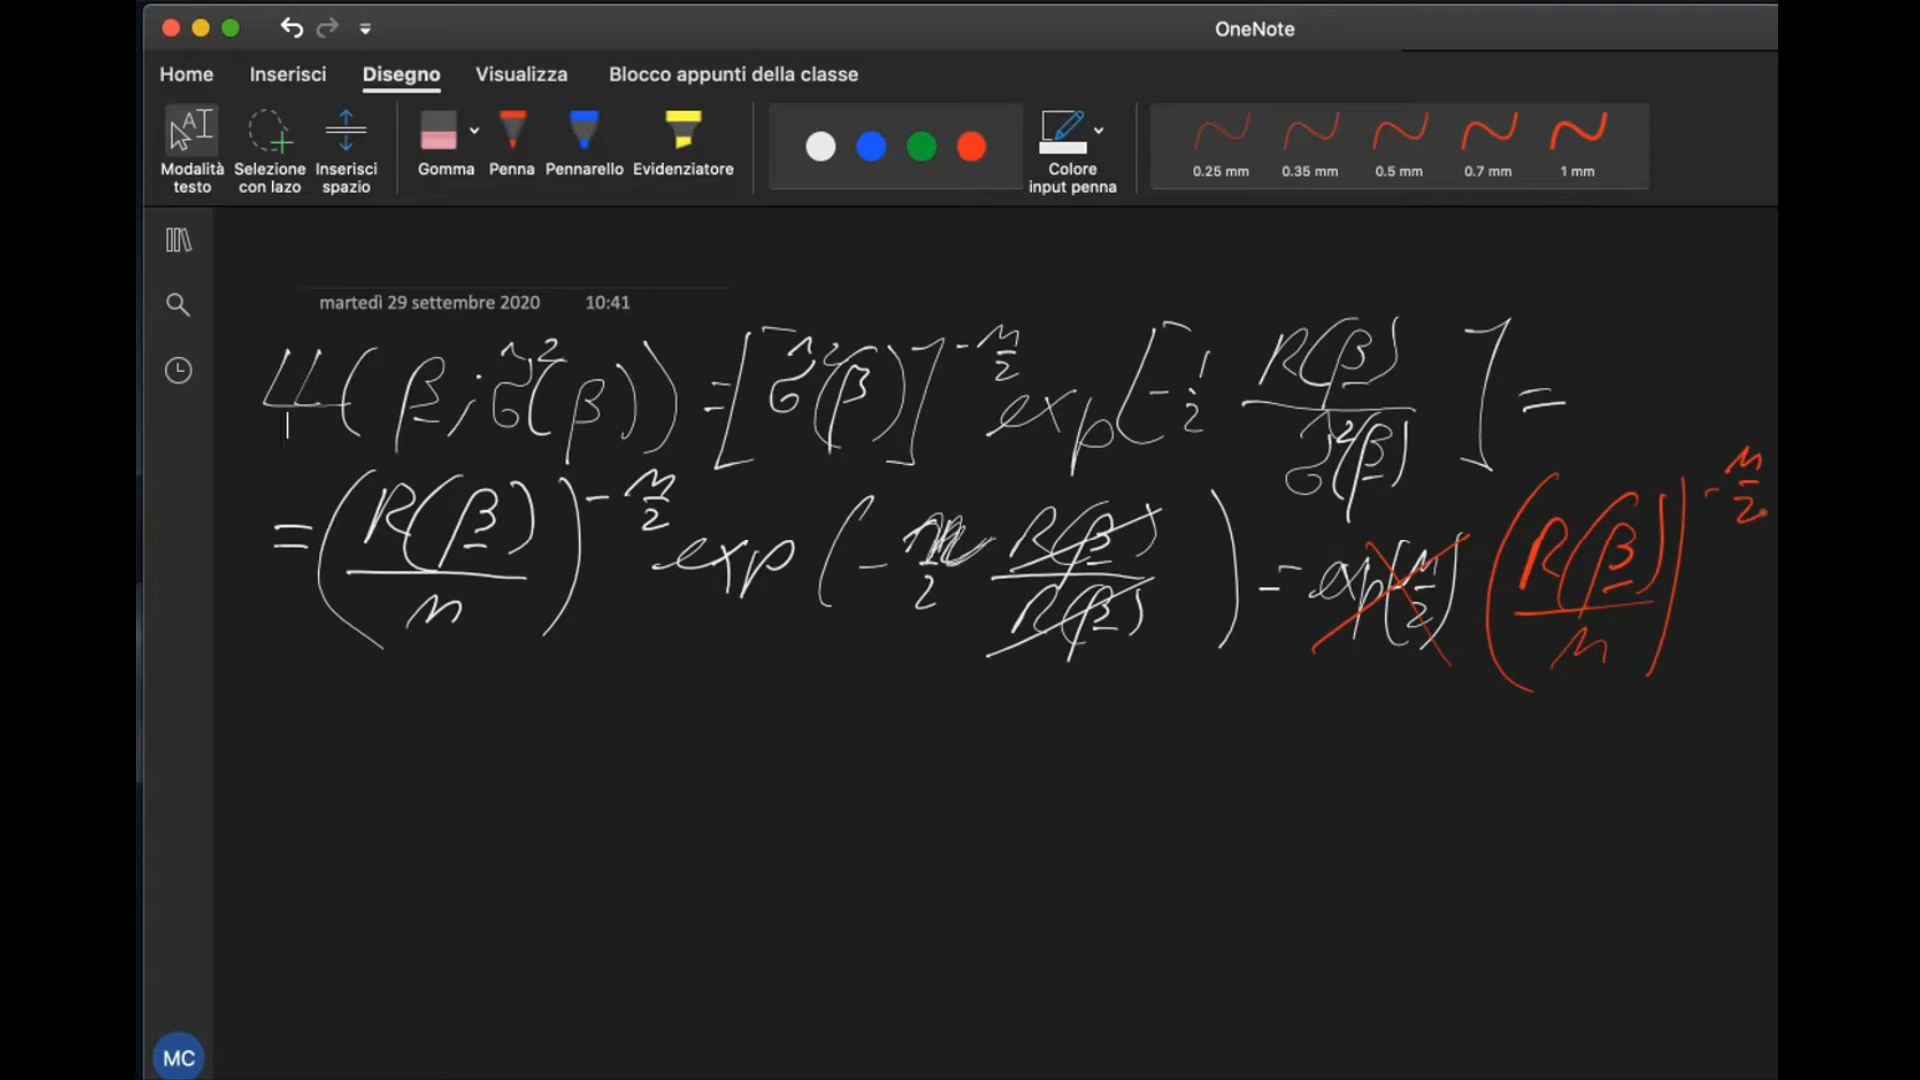 OneNote
Home Inserisci Disegno Visualizza Blocco appunti della classe
Modalità testo Selezione con lazo Inserisci spazio Gomma Penna Pennarello Evidenziatore Colore input penna 0.25 mm 0.35 mm 0.5 mm 0.7 mm 1 mm
martedì 29 settembre 2020 10:41
(β; σ̂²(β)) = [σ̂²(β)]^(-n/2) exp[-1/2 R(β)/σ̂²(β)] =
= (R(β)/n)^(-n/2) exp(-n/2 R(β)/R(β)) = exp(n/2) (R(β)/n)^(-n/2)
MC